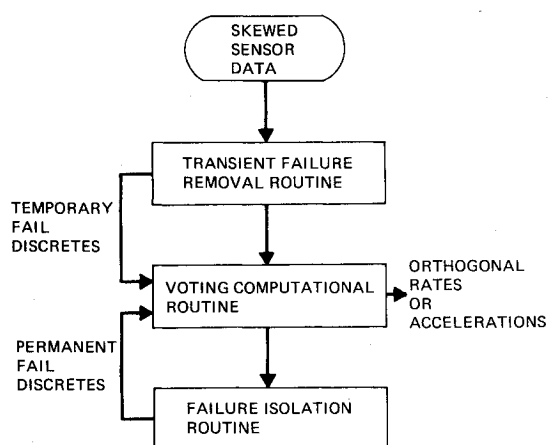 SKEWED
SENSOR
DATA
TRANSIENT FAILURE
REMOVAL ROUTINE
TEMPORARY
FAIL
DISCRETES
VOTING COMPUTATIONAL
ROUTINE
ORTHOGONAL
RATES
OR
ACCELERATIONS
PERMANENT
FAIL
DISCRETES
FAILURE ISOLATION
ROUTINE